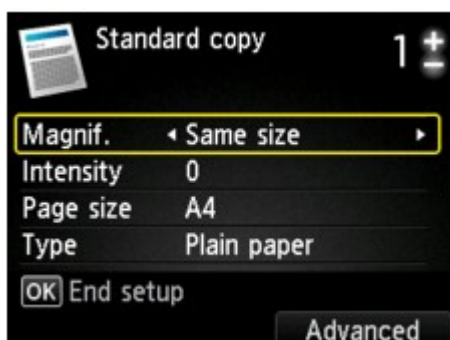 Standard copy 1 + -
Magnif. Same size
Intensity 0
Page size A4
Type Plain paper
OK End setup
Advanced